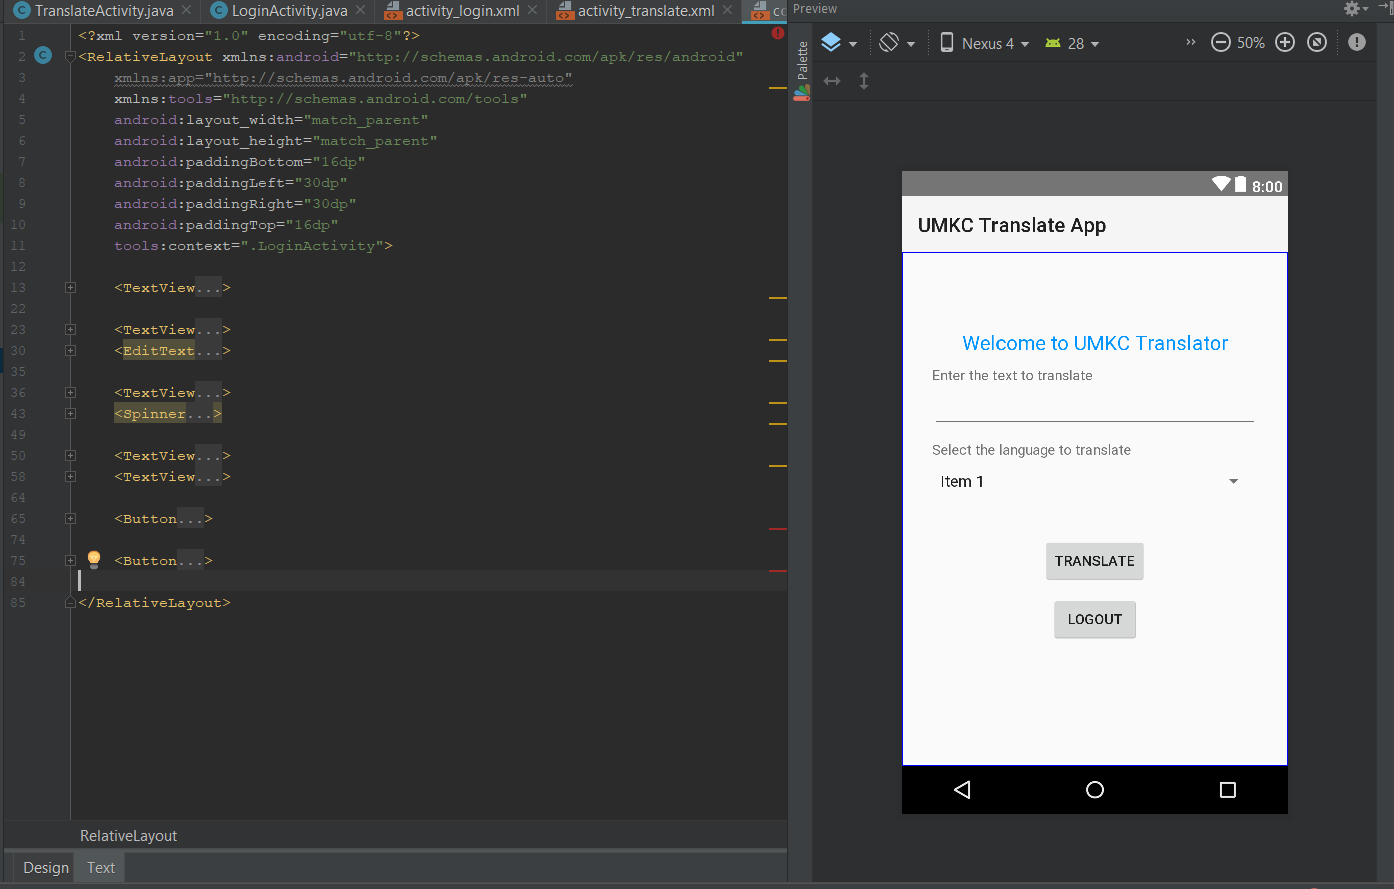 TranslateActivity.java
LoginActivity.java
activity_login.xml
activity_translate.xml
Preview
1 <?xml version="1.0" encoding="utf-8"?>
2 <RelativeLayout xmlns:android="http://schemas.android.com/apk/res/android"
3 xmlns:app="http://schemas.android.com/apk/res-auto"
4 xmlns:tools="http://schemas.android.com/tools"
5 android:layout_width="match_parent"
6 android:layout_height="match_parent"
7 android:paddingBottom="16dp"
8 android:paddingLeft="30dp"
9 android:paddingRight="30dp"
10 android:paddingTop="16dp"
11 tools:context=".LoginActivity">
12
13 <TextView...>
22
23 <TextView...>
30 <EditText...>
35
36 <TextView...>
43 <Spinner...>
49
50 <TextView...>
58 <TextView...>
64
65 <Button...>
74
75 <Button...>
84
85 </RelativeLayout>
RelativeLayout
Design Text
Palette
Nexus 4 28 50%
8:00
UMKC Translate App
Welcome to UMKC Translator
Enter the text to translate
Select the language to translate
Item 1
TRANSLATE
LOGOUT